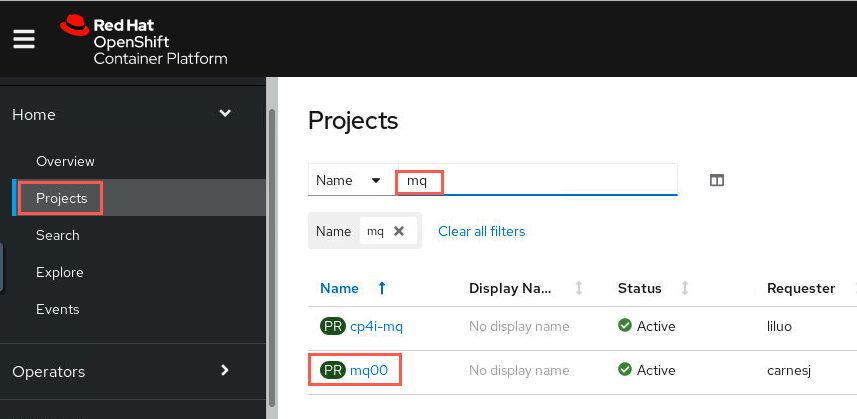 Red Hat
OpenShift
Container Platform
Home
Overview
Projects
Search
Explore
Events
Operators
Projects
Name mq
Name mq Clear all filters
Name Display Na... Status Requester
PR cp4i-mq No display name Active liluo
PR mq00 No display name Active carnesj